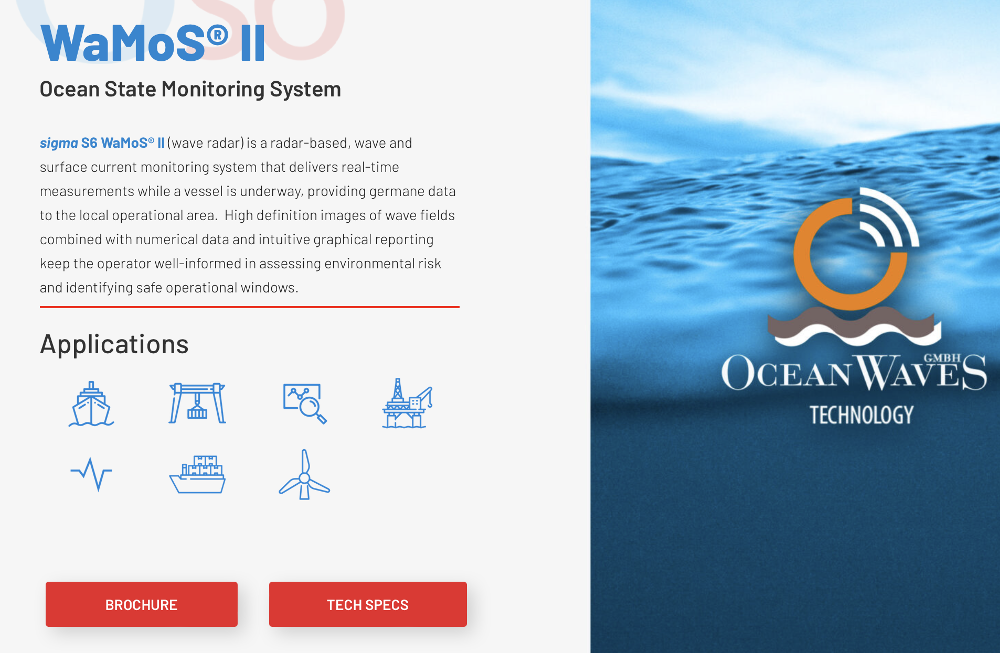 S6
WaMoS® II
Ocean State Monitoring System
sigma S6 WaMoS® II (wave radar) is a radar-based, wave and
surface current monitoring system that delivers real-time
measurements while a vessel is underway, providing germane data
to the local operational area. High definition images of wave fields
combined with numerical data and intuitive graphical reporting
keep the operator well-informed in assessing environmental risk
and identifying safe operational windows.
Applications
BROCHURE
TECH SPECS
OCEANWAVES GMBH
TECHNOLOGY